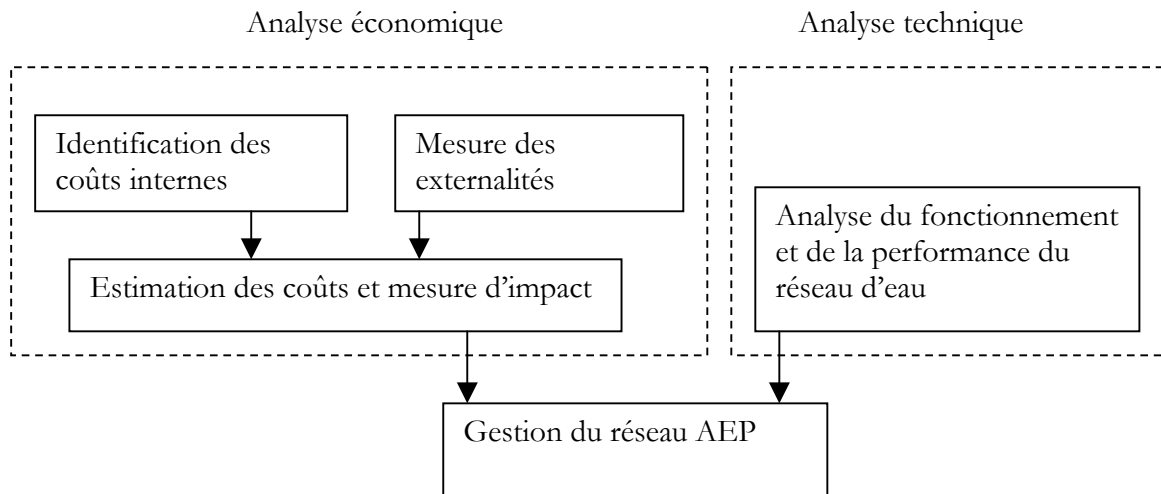 Analyse économique
Analyse technique
Identification des
coûts internes
Mesure des
externalités
Estimation des coûts et mesure d'impact
Analyse du fonctionnement
et de la performance du
réseau d'eau
Gestion du réseau AEP